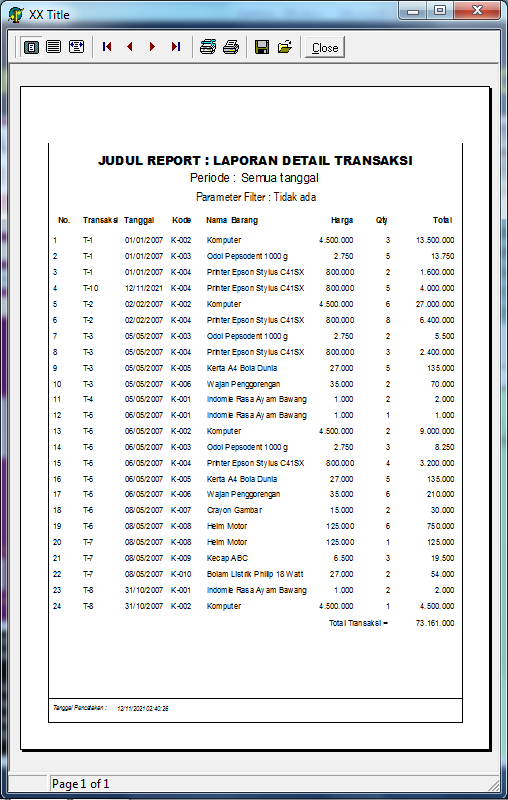 XX Title
Close
JUDUL REPORT : LAPORAN DETAIL TRANSAKSI
Periode : Semua tanggal
Parameter Filter : Tidak ada
No. Transaksi Tanggal Kode Nama Barang Harga Qty Total
1 T-1 01/01/2007 K-002 Komputer 4.500.000 3 13.500.000
2 T-1 01/01/2007 K-003 Odol Pepsodent 1000 g 2.750 5 13.750
3 T-1 01/01/2007 K-004 Printer Epson Stylus C41SX 800.000 2 1.600.000
4 T-10 12/11/2021 K-004 Printer Epson Stylus C41SX 800.000 5 4.000.000
5 T-2 02/02/2007 K-002 Komputer 4.500.000 6 27.000.000
6 T-2 02/02/2007 K-004 Printer Epson Stylus C41SX 800.000 8 6.400.000
7 T-3 05/05/2007 K-003 Odol Pepsodent 1000 g 2.750 2 5.500
8 T-3 05/05/2007 K-004 Printer Epson Stylus C41SX 800.000 3 2.400.000
9 T-3 05/05/2007 K-005 Kerta A4 Bola Dunia 27.000 5 135.000
10 T-3 05/05/2007 K-006 Wajan Penggorengan 35.000 2 70.000
11 T-4 05/05/2007 K-001 Indomie Rasa Ayam Bawang 1.000 2 2.000
12 T-5 06/05/2007 K-001 Indomie Rasa Ayam Bawang 1.000 1 1.000
13 T-5 06/05/2007 K-002 Komputer 4.500.000 2 9.000.000
14 T-5 06/05/2007 K-003 Odol Pepsodent 1000 g 2.750 3 8.250
15 T-5 06/05/2007 K-004 Printer Epson Stylus C41SX 800.000 4 3.200.000
16 T-5 06/05/2007 K-005 Kerta A4 Bola Dunia 27.000 5 135.000
17 T-5 06/05/2007 K-006 Wajan Penggorengan 35.000 6 210.000
18 T-6 08/05/2007 K-007 Crayon Gambar 15.000 2 30.000
19 T-6 08/05/2007 K-008 Helm Motor 125.000 6 750.000
20 T-7 08/05/2007 K-008 Helm Motor 125.000 1 125.000
21 T-7 08/05/2007 K-009 Kecap ABC 6.500 3 19.500
22 T-7 08/05/2007 K-010 Bolam Listrik Philip 18 Watt 27.000 2 54.000
23 T-8 31/10/2007 K-001 Indomie Rasa Ayam Bawang 1.000 2 2.000
24 T-8 31/10/2007 K-002 Komputer 4.500.000 1 4.500.000
Total Transaksi = 73.161.000
Tanggal Pencetakan : 12/11/2021 02:40:26
Page 1 of 1